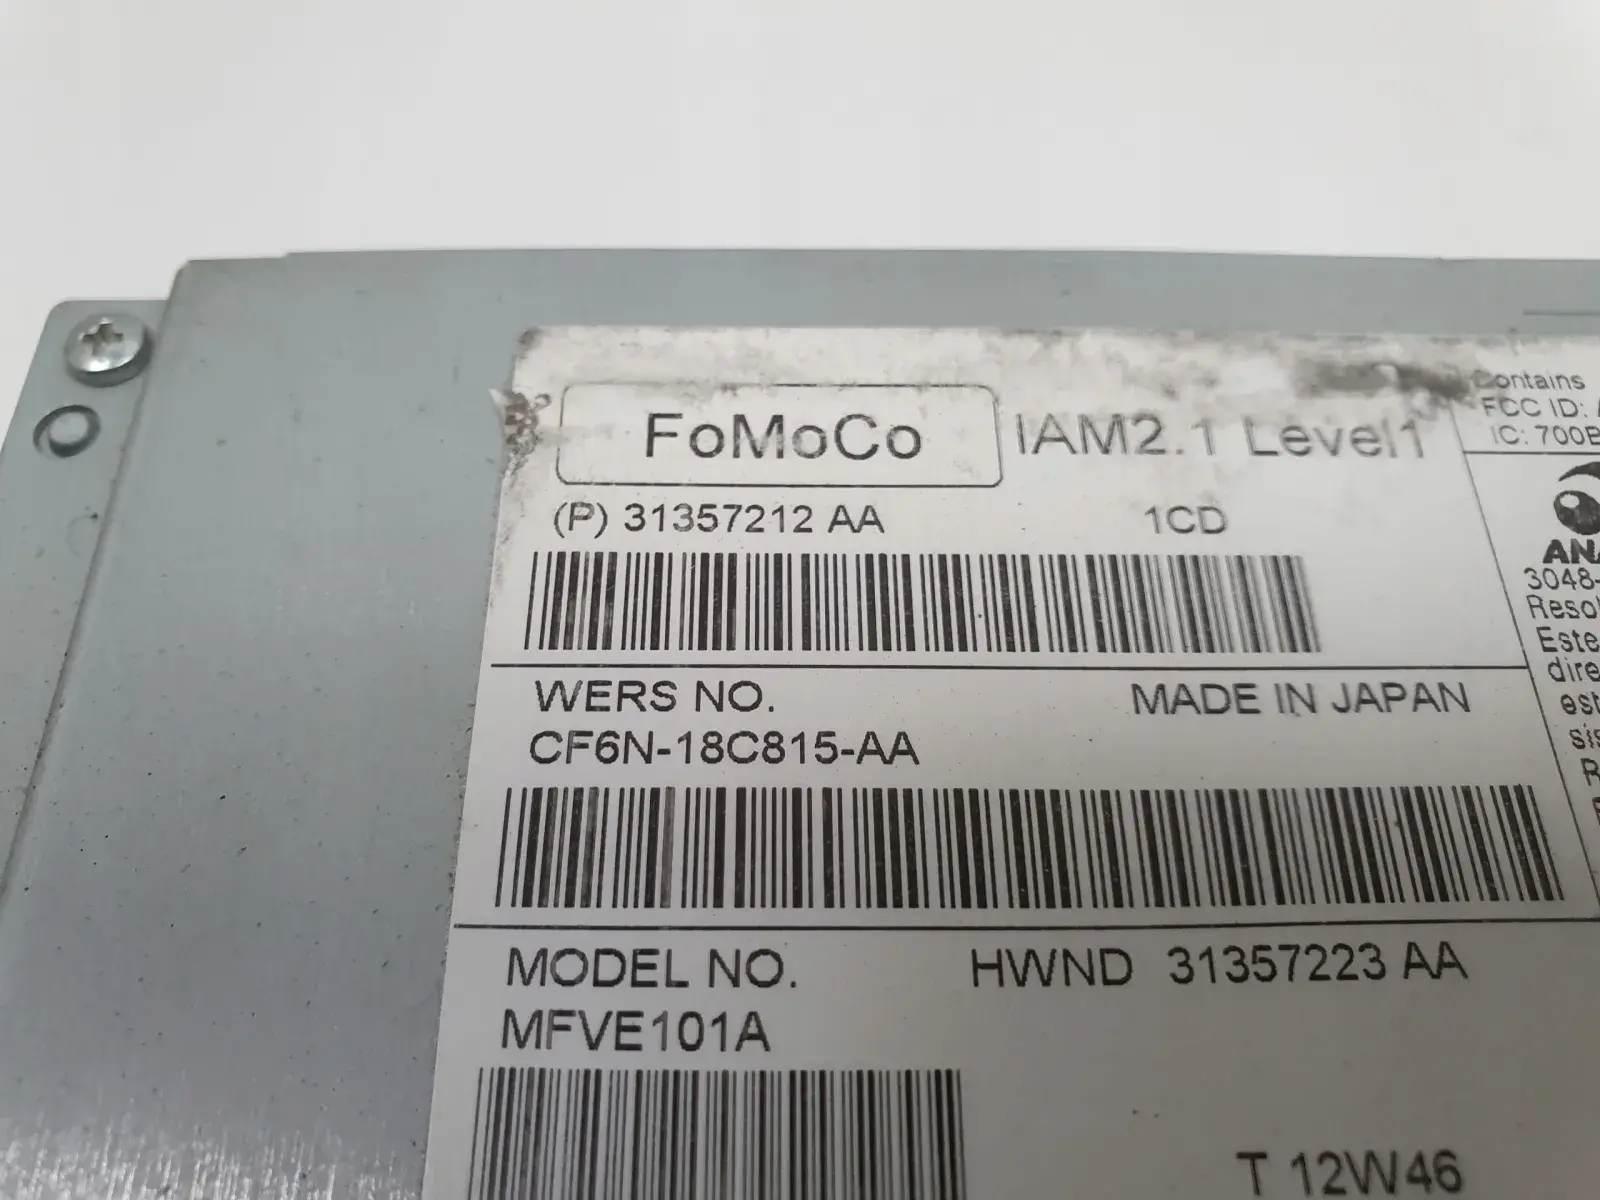 FoMoCo IAM2.1 Level1
(P) 31357212 AA 1CD
WERS NO. MADE IN JAPAN
CF6N-18C815-AA
MODEL NO. HWND 31357223 AA
MFVE101A
T 12W46
Contains
FCC ID:
IC: 700B
ANA
3048-
Resol
Este
dire
est
sis
R